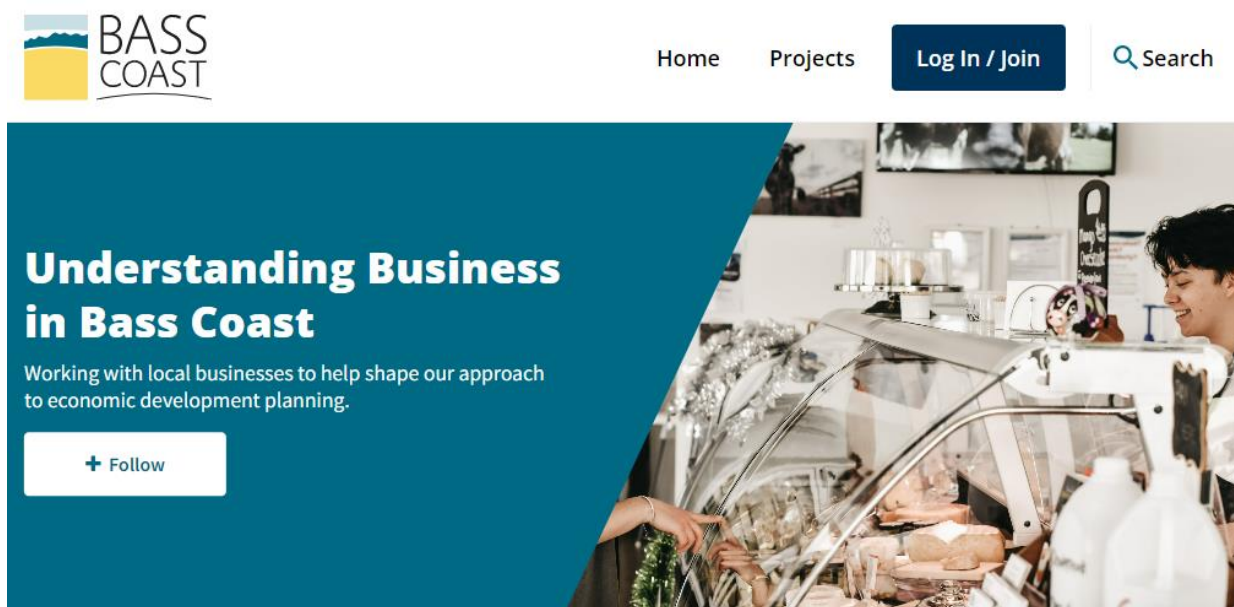 BASS
COAST
Home
Projects
Log In / Join
Search
Understanding Business
in Bass Coast
Working with local businesses to help shape our approach
to economic development planning.
+ Follow